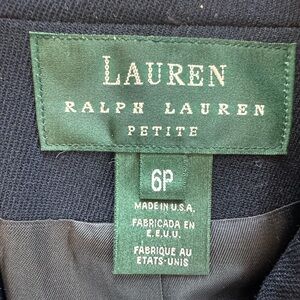 LAUREN
RALPH LAUREN
PETITE
6P
MADE IN U.S.A.
FABRICADA EN
E.E.U.U.
FABRIQUE AU
ETATS-UNIS